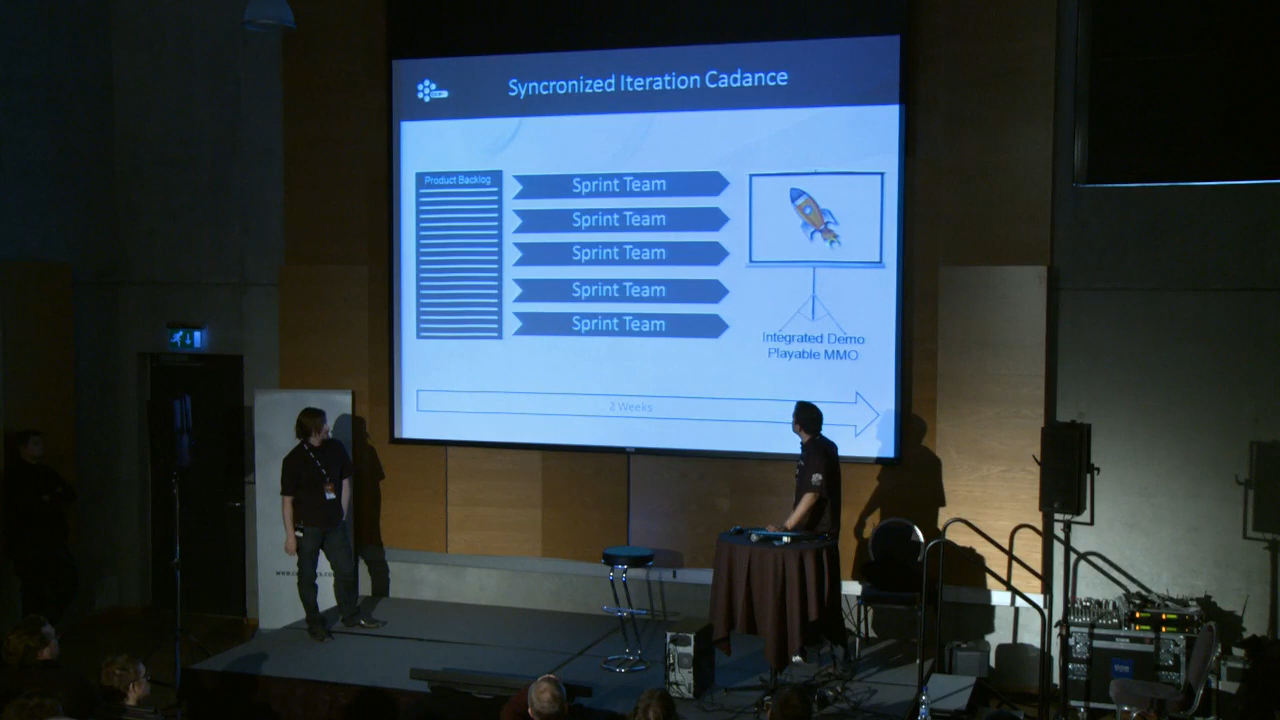 Syncronized Iteration Cadance
Product Backlog
Sprint Team
Sprint Team
Sprint Team
Sprint Team
Sprint Team
Integrated Demo
Playable MMO
2 Weeks